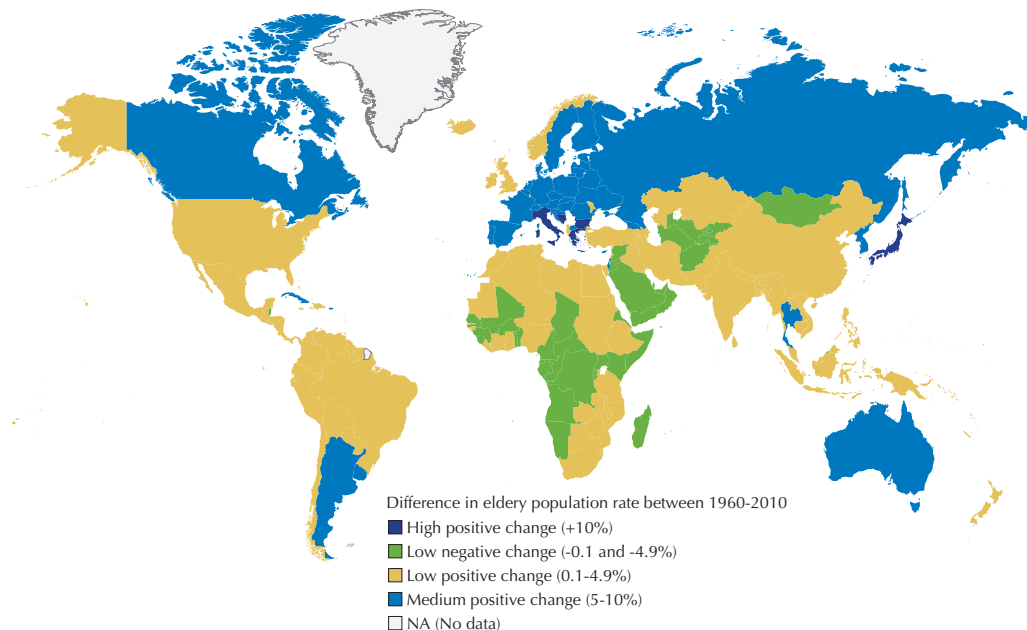 Difference in eldery population rate between 1960-2010
High positive change (+10%)
Low negative change (-0.1 and -4.9%)
Low positive change (0.1-4.9%)
Medium positive change (5-10%)
NA (No data)